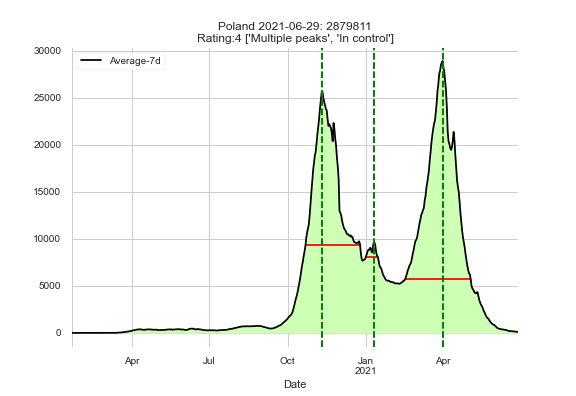 Poland 2021-06-29: 2879811
Rating:4 ['Multiple peaks', 'In control']
Average-7d
30000
25000
20000
15000
10000
5000
0
Apr
Jul
Oct
Jan
2021
Apr
Date